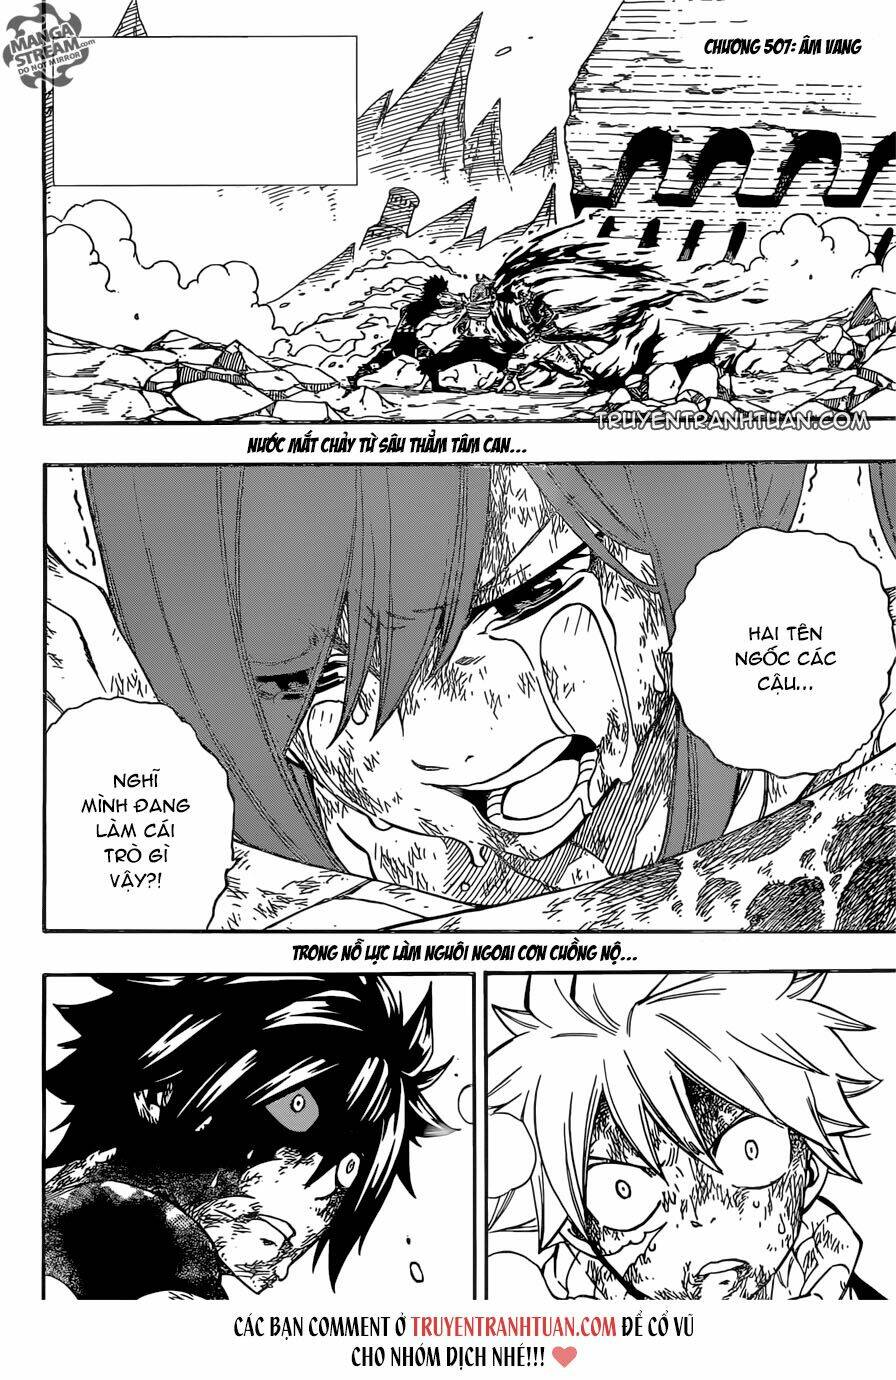 MANGA
STREAM.com
DO NOT MIRROR
CHƯƠNG 507: ÂM VANG
TRUYENTRANHTUAN.COM
NƯỚC MẮT CHẢY TỪ SÂU THẲM TÂM CAN...
HAI TÊN
NGỐC CÁC
CẬU...
NGHĨ
MÌNH ĐANG
LÀM CÁI
TRÒ GÌ
VẬY?!
TRONG NỖ LỰC LÀM NGUÔI NGOAI CƠN CUỒNG NỘ...
CÁC BẠN COMMENT Ở TRUYENTRANHTUAN.COM ĐỂ CỔ VŨ
CHO NHÓM DỊCH NHÉ!!! ❤